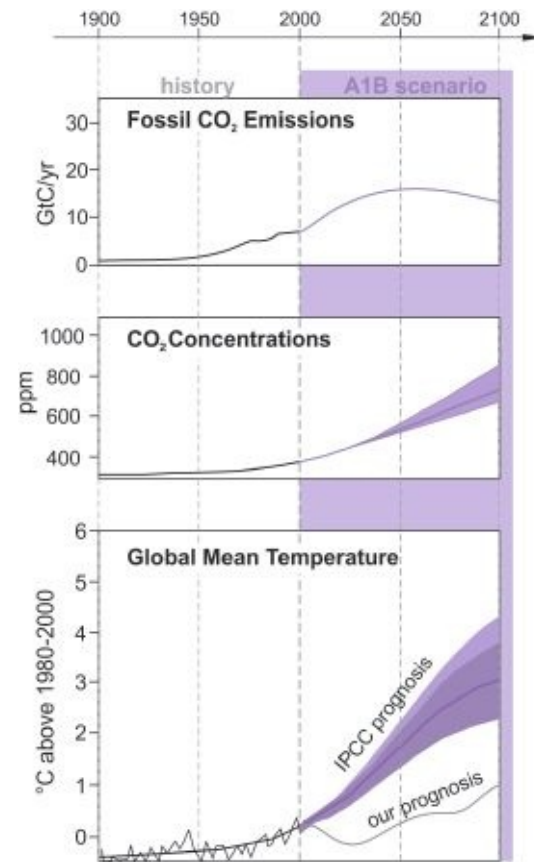 1900 1950 2000 2050 2100
history A1B scenario
Fossil CO₂ Emissions
GtC/yr
30
20
10
0
CO₂ Concentrations
ppm
1000
800
600
400
Global Mean Temperature
°C above 1980-2000
6
5
4
3
2
1
0
IPCC prognosis
our prognosis